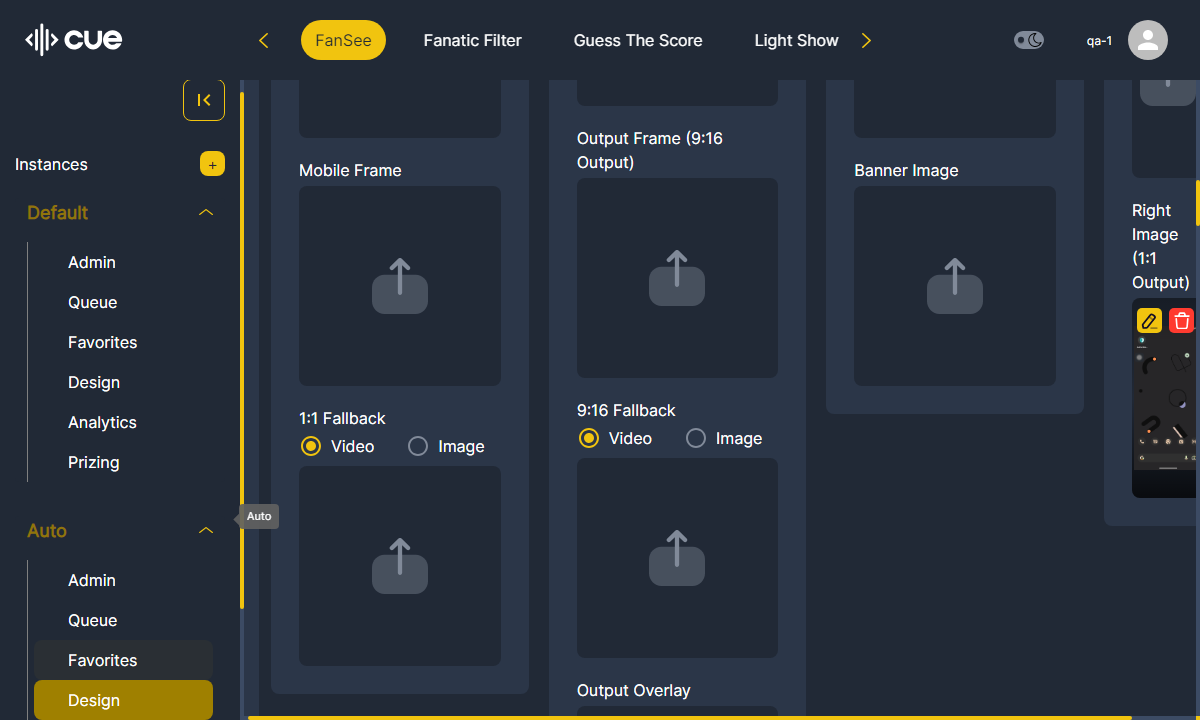 cue
FanSee
Fanatic Filter
Guess The Score
Light Show
qa-1
Instances
+
Default
Admin
Queue
Favorites
Design
Analytics
Prizing
Auto
Admin
Queue
Favorites
Design
Auto
Mobile Frame
1:1 Fallback
Video
Image
Output Frame (9:16
Output)
9:16 Fallback
Video
Image
Output Overlay
Banner Image
Right
Image
(1:1
Output)